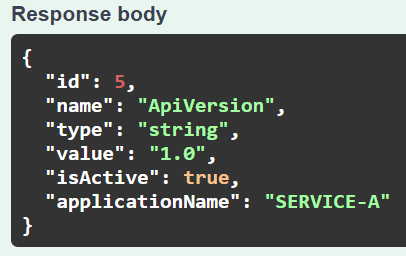 Response body
{
  "id": 5,
  "name": "ApiVersion",
  "type": "string",
  "value": "1.0",
  "isActive": true,
  "applicationName": "SERVICE-A"
}